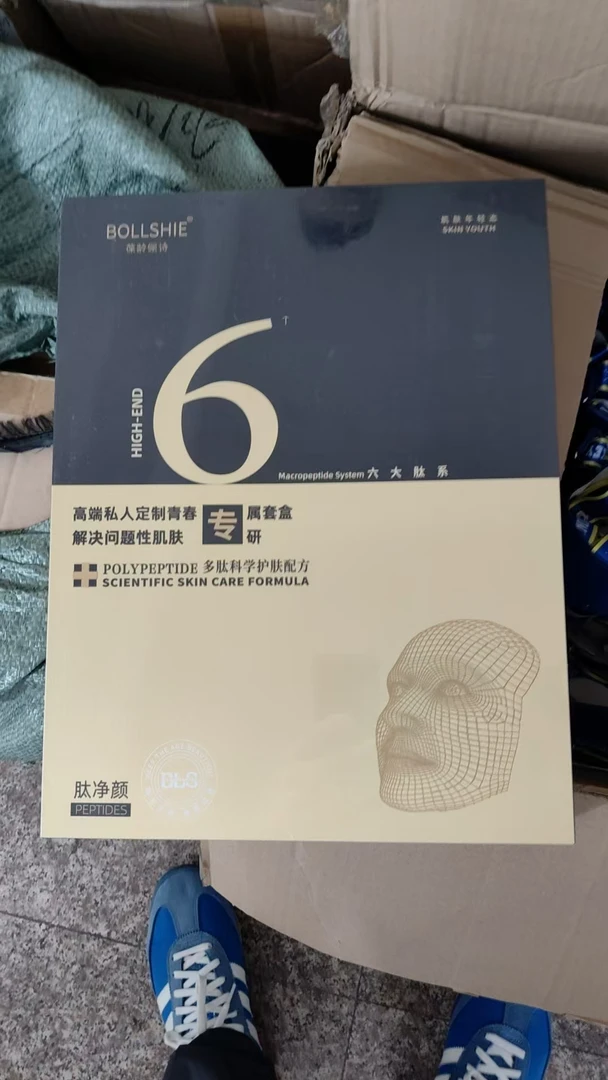 BOLLSHIE®
葆龄俪诗
肌肤年轻态
SKIN YOUTH
HIGH-END
6
Macropeptide System 六大肽系
高端私人定制青春专属套盒
解决问题性肌肤专研
POLYPEPTIDE 多肽科学护肤配方
SCIENTIFIC SKIN CARE FORMULA
肽净颜
PEPTIDES
BLS